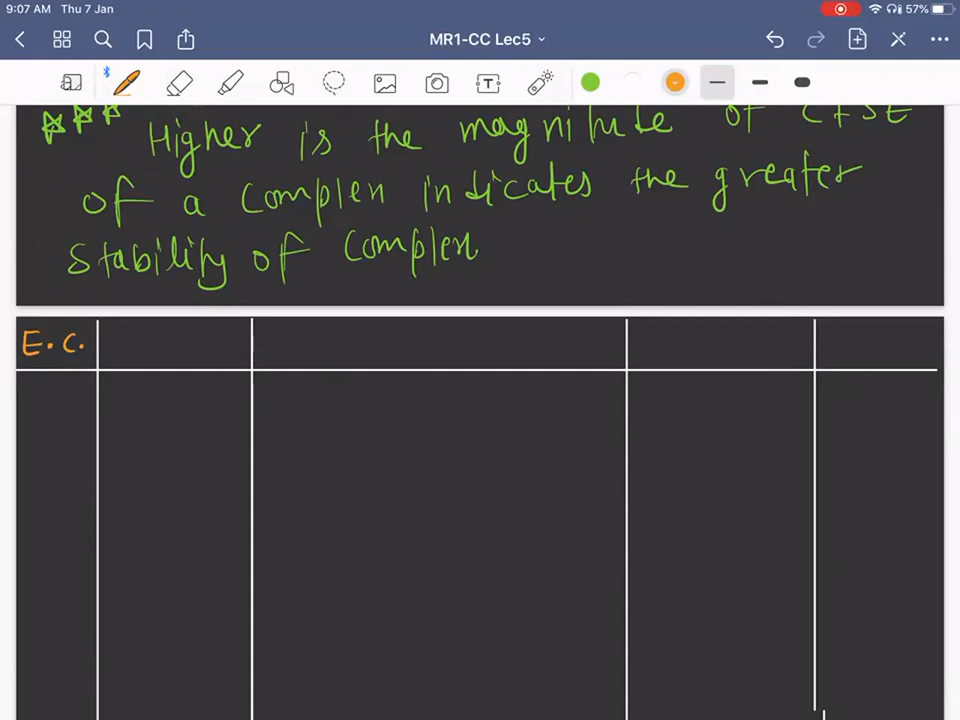 9:07 AM Thu 7 Jan
57%
MR1-CC Lec5
T
*** Higher is the magnitute of CFSE
of a Complex indicates the greater
Stability of Complex
E.C.